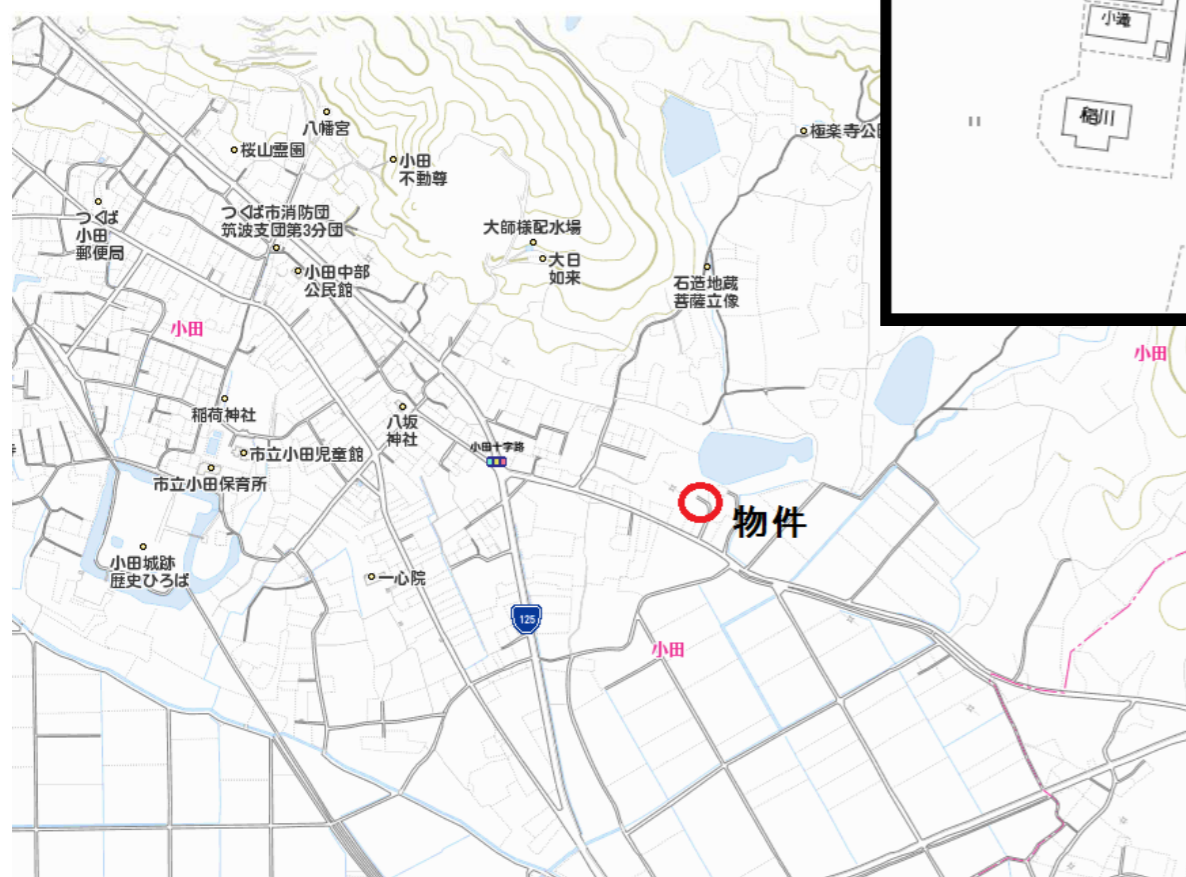 小滝
稲川
八幡宮
桜山霊園
小田
不動尊
極楽寺公
つくば
小田
郵便局
つくば市消防団
筑波支団第3分団
大師様配水場
大日
如来
小田中部
公民館
石造地蔵
菩薩立像
小田
小田
稲荷神社
八坂
神社
小田十字路
市立小田児童館
市立小田保育所
物件
小田城跡
歴史ひろば
一心院
125
小田